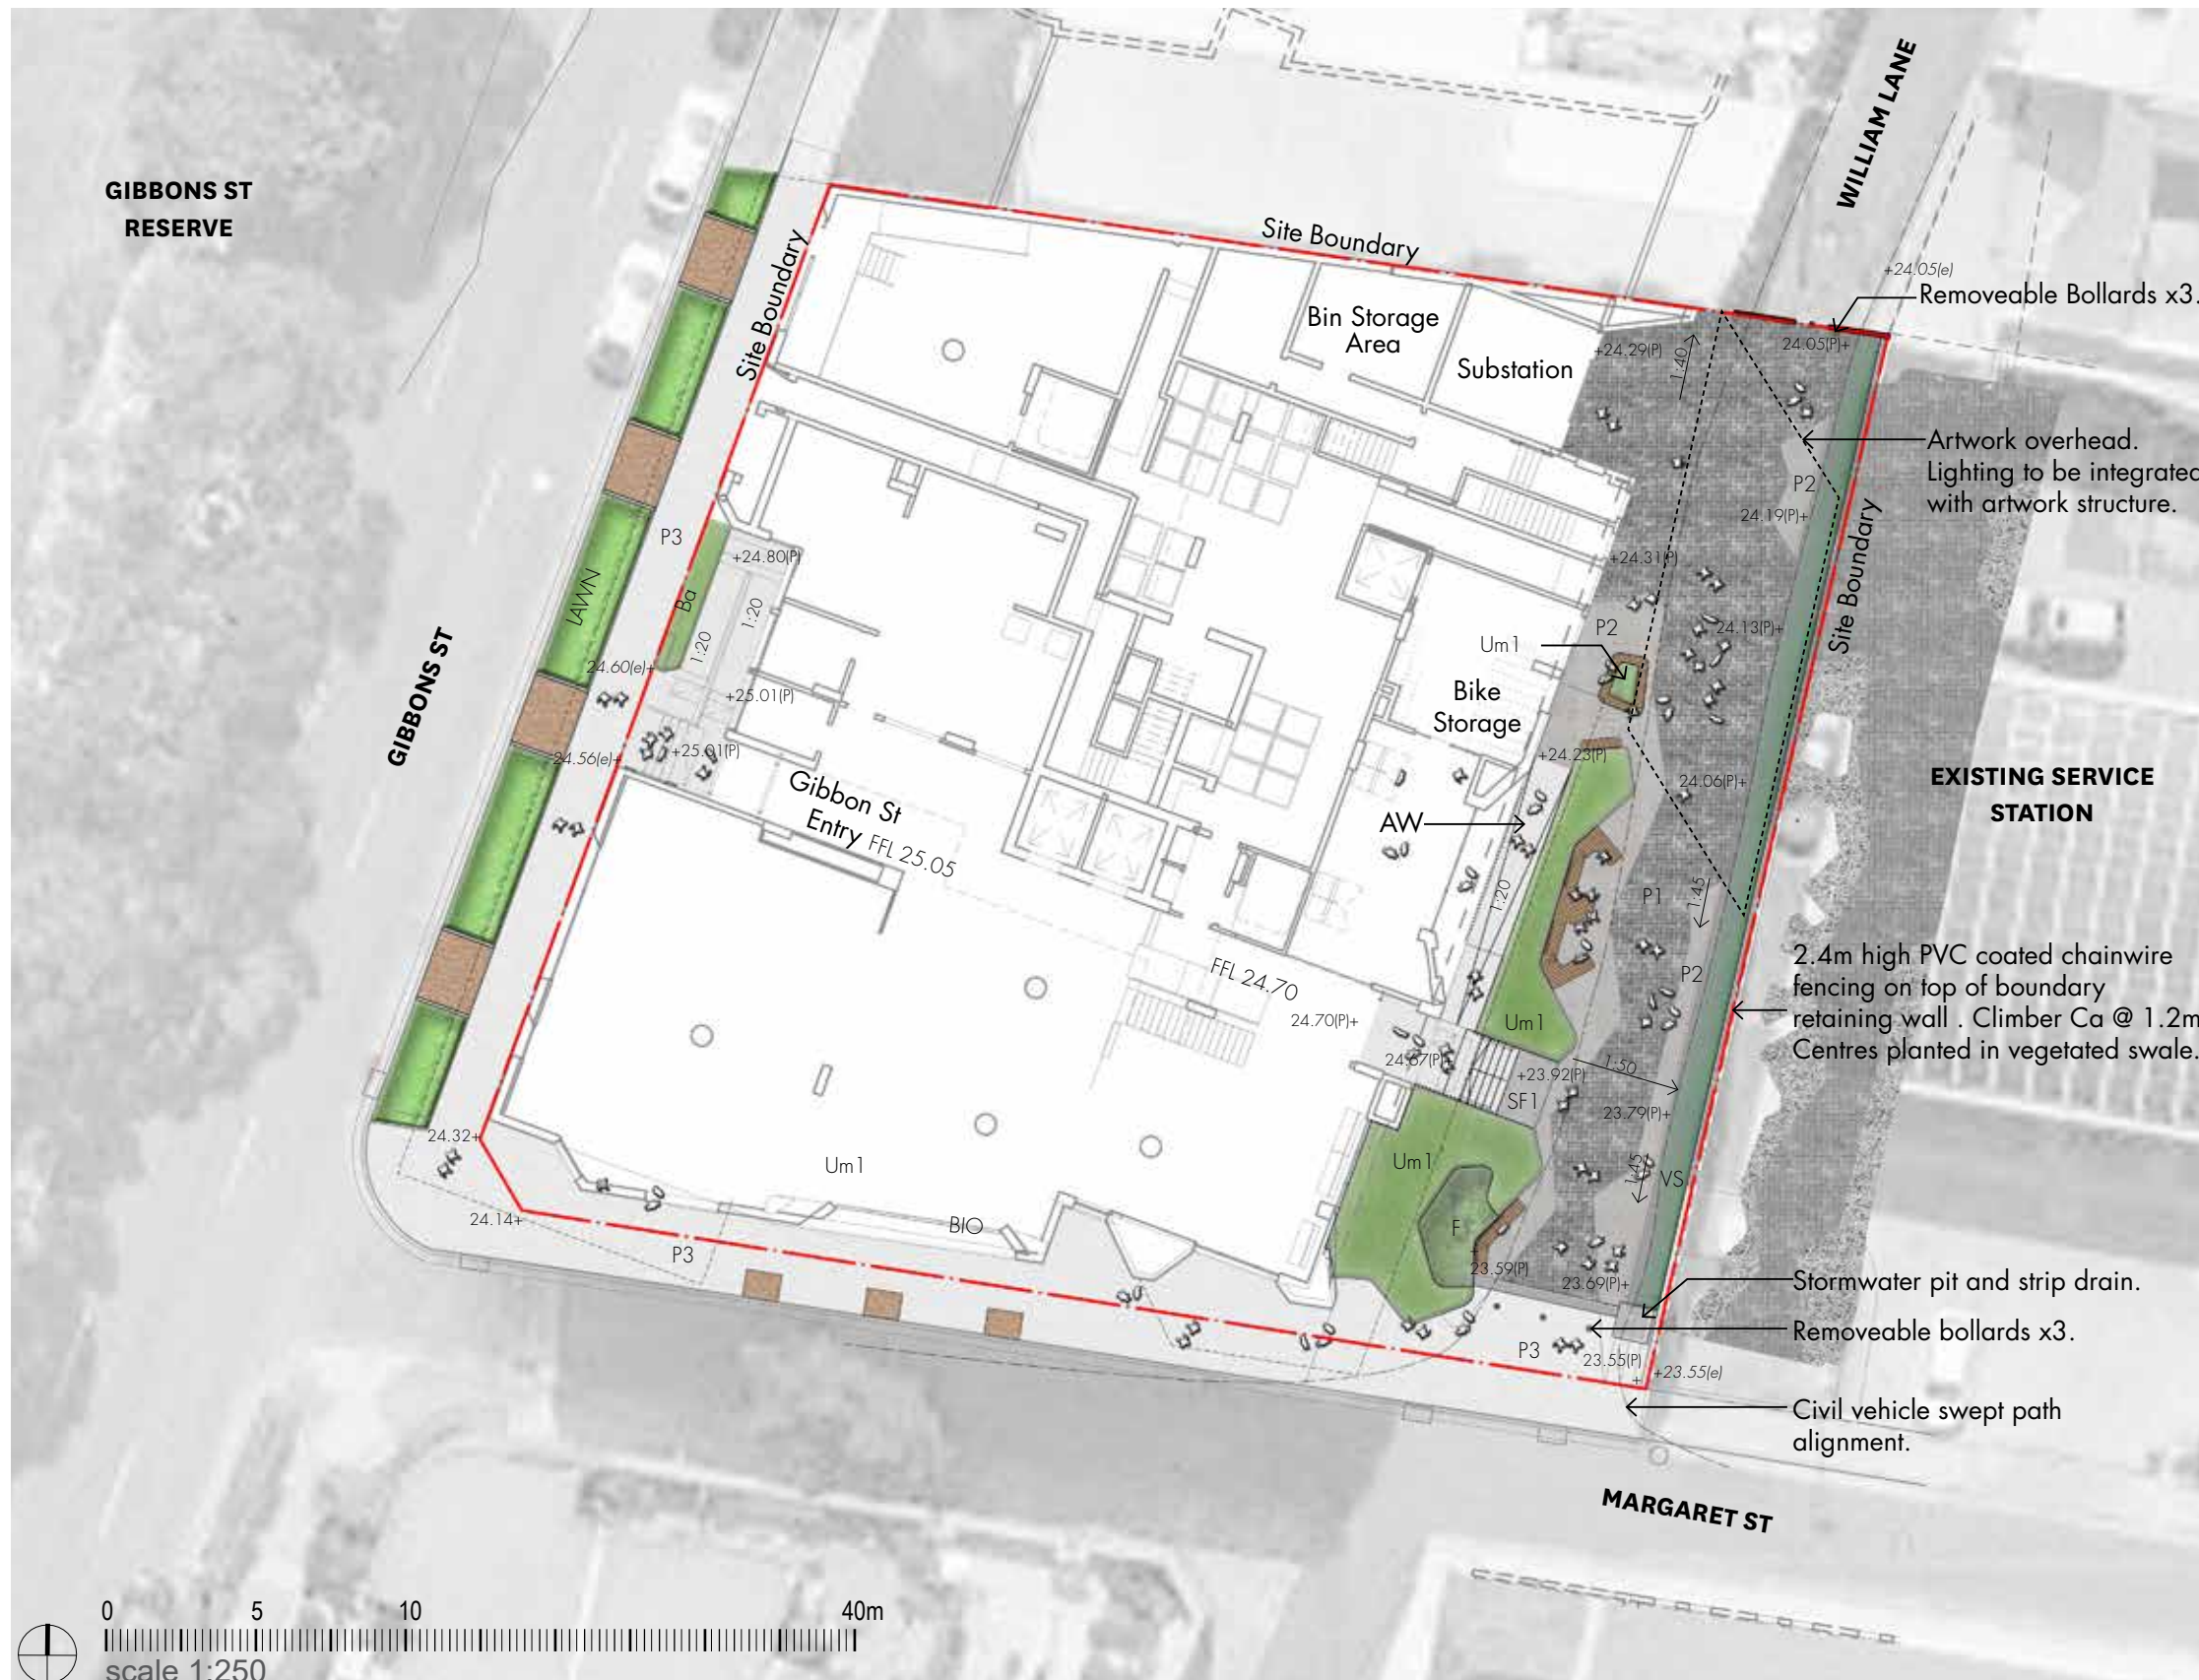 WILLIAM LANE
GIBBONS ST
RESERVE
Site Boundary
+24.05(e)
Removeable Bollards x3.
Site Boundary
Bin Storage
Area
Substation
+24.29(P)
1:40
24.05(P)+
Artwork overhead.
Lighting to be integrated
with artwork structure.
P2
24.19(P)+
Site Boundary
P3
+24.80(P)
+24.31(P)
LAWN
Ba
1:20
1:20
P2
24.13(P)+
Um1
24.60(e)+
+25.01(P)
Bike
Storage
GIBBONS ST
24.56(e)+
+25.01(P)
+24.23(P)
24.06(P)+
EXISTING SERVICE
STATION
Gibbon St
Entry FFL 25.05
AW
1:20
P1
1:45
2.4m high PVC coated chainwire
fencing on top of boundary
retaining wall . Climber Ca @ 1.2m
Centres planted in vegetated swale.
P2
FFL 24.70
24.70(P)+
Um1
24.67(P)+
1:50
+23.92(P)
SF1
23.79(P)+
24.32+
Um1
Um1
1:45
VS
24.14+
BIO
F
P3
+
23.59(P)
23.69(P)+
Stormwater pit and strip drain.
Removeable bollards x3.
P3
23.55(P)
+
+23.55(e)
Civil vehicle swept path
alignment.
MARGARET ST
0 5 10 40m
scale 1:250